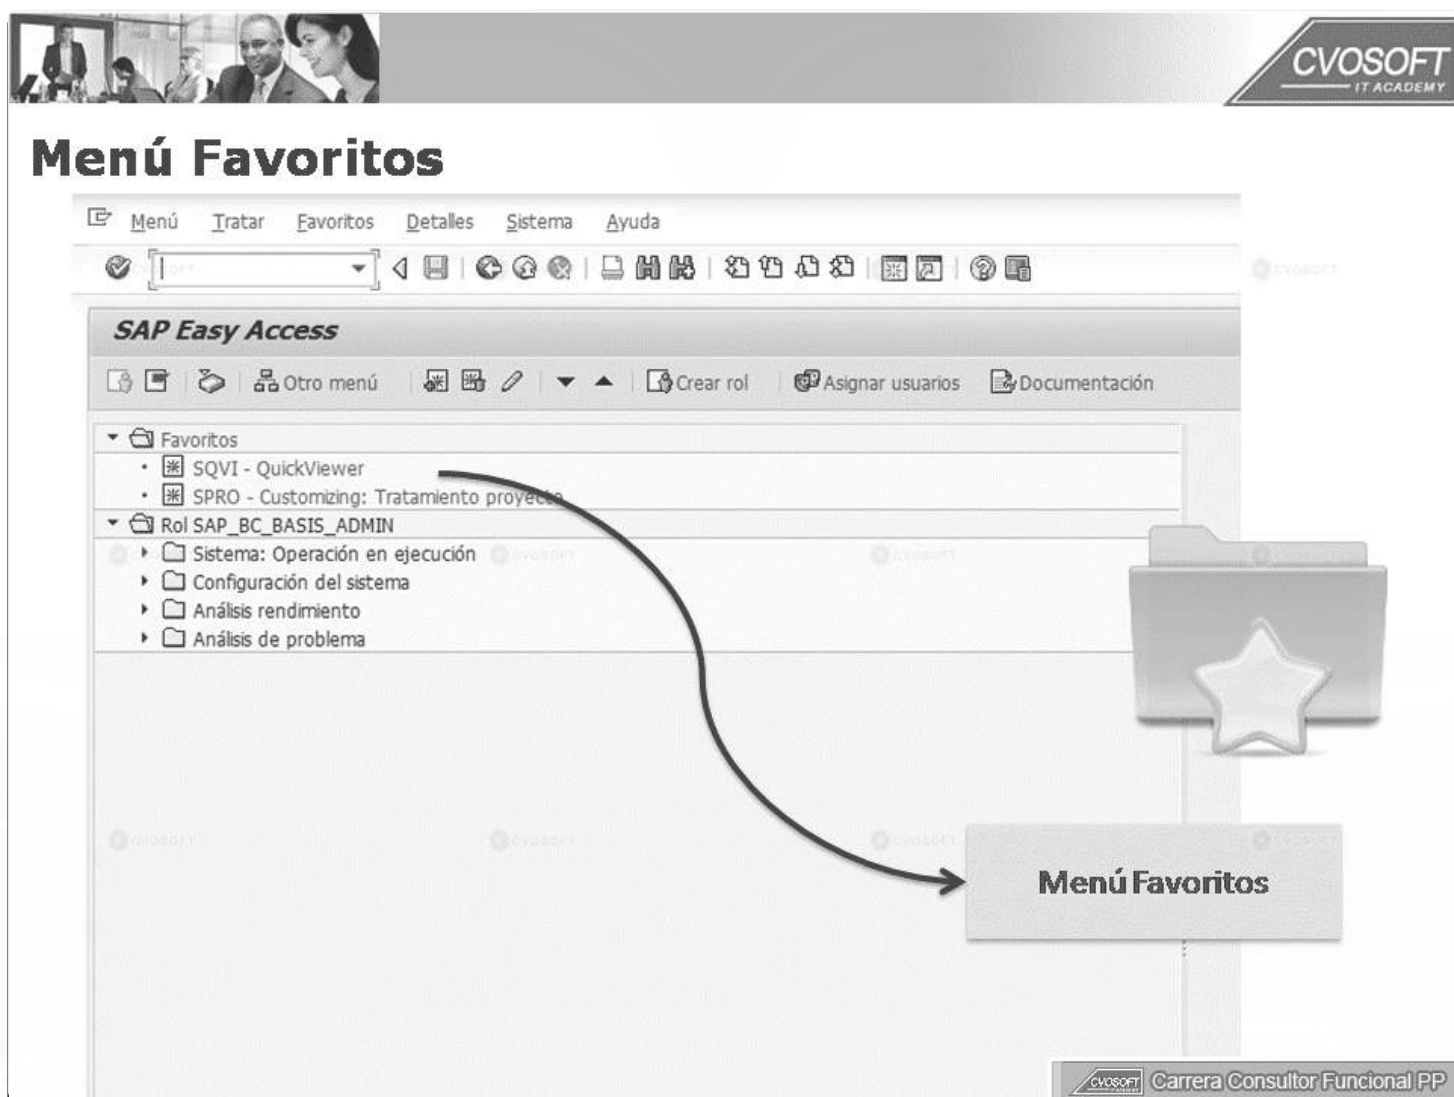 CVOSOFT
IT ACADEMY
Menú Favoritos
Menú Tratar Favoritos Detalles Sistema Ayuda
SAP Easy Access
Otro menú Crear rol Asignar usuarios Documentación
Favoritos
SQVI - QuickViewer
SPRO - Customizing: Tratamiento proyecto
Rol SAP_BC_BASIS_ADMIN
Sistema: Operación en ejecución
Configuración del sistema
Análisis rendimiento
Análisis de problema
Menú Favoritos
CVOSOFT Carrera Consultor Funcional PP